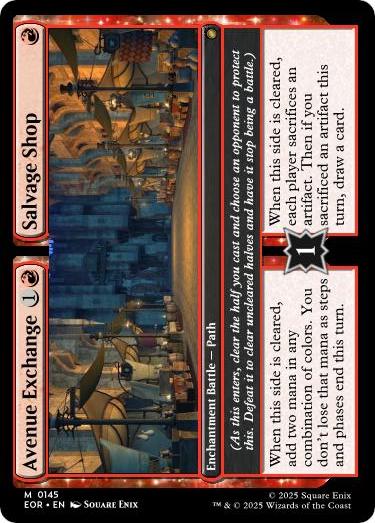 Avenue Exchange 1
Salvage Shop
Enchantment Battle — Path
(As this enters, clear the half you cast and choose an opponent to protect
this. Defeat it to clear uncleared halves and have it stop being a battle.)
When this side is cleared,
add two mana in any
combination of colors. You
don't lose that mana as steps
and phases end this turn.
When this side is cleared,
each player sacrifices an
artifact. Then if you
sacrificed an artifact this
turn, draw a card.
1
M 0145
EOR • EN SQUARE ENIX
© 2025 Square Enix
™ & © 2025 Wizards of the Coast